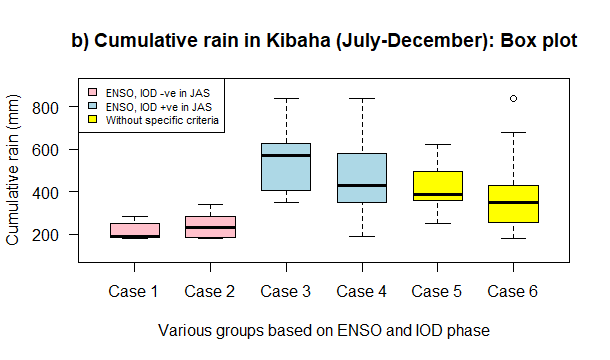 b) Cumulative rain in Kibaha (July-December): Box plot
ENSO, IOD -ve in JAS
ENSO, IOD +ve in JAS
Without specific criteria
Cumulative rain (mm)
800
600
400
200
Case 1 Case 2 Case 3 Case 4 Case 5 Case 6
Various groups based on ENSO and IOD phase